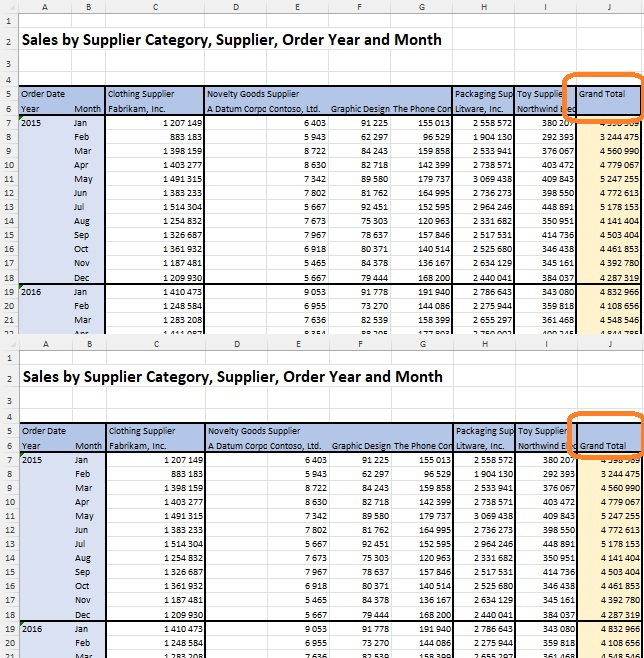 A B C D E F G H I J
1
2 Sales by Supplier Category, Supplier, Order Year and Month
3
4
5 Order Date Clothing Supplier Novelty Goods Supplier Packaging Sup Toy Supplie Grand Total
6 Year Month Fabrikam, Inc. A Datum Corpo Contoso, Ltd. Graphic Design The Phone Con Litware, Inc. Northwind Elec
7 2015 Jan 1 207 149 6 403 91 225 155 013 2 558 572 380 207
8 Feb 883 183 5 943 62 297 96 529 1 904 130 292 393 3 244 475
9 Mar 1 398 159 8 722 84 243 159 858 2 533 941 376 067 4 560 990
10 Apr 1 403 277 8 630 82 718 142 399 2 738 571 403 472 4 779 067
11 May 1 491 311 7 342 89 580 179 737 3 069 438 409 843 5 247 255
12 Jun 1 383 233 7 802 81 762 164 995 2 736 273 398 550 4 772 613
13 Jul 1 514 304 5 667 92 451 152 595 2 964 246 448 891 5 178 153
14 Aug 1 254 832 7 673 75 303 120 963 2 331 682 350 951 4 141 404
15 Sep 1 326 687 7 967 78 637 157 846 2 517 531 414 736 4 503 404
16 Oct 1 361 932 6 918 80 371 140 514 2 525 680 346 438 4 461 853
17 Nov 1 187 481 5 465 84 378 136 167 2 634 129 345 161 4 392 780
18 Dec 1 209 930 5 667 79 444 168 200 2 440 041 384 037 4 287 319
19 2016 Jan 1 410 473 9 053 91 778 191 940 2 786 643 343 080 4 832 966
20 Feb 1 248 584 6 955 73 270 144 086 2 275 944 359 818 4 108 656
21 Mar 1 283 208 7 636 82 539 158 399 2 655 297 361 468 4 548 546
A B C D E F G H I J
1
2 Sales by Supplier Category, Supplier, Order Year and Month
3
4
5 Order Date Clothing Supplier Novelty Goods Supplier Packaging Sup Toy Supplier
6 Year Month Fabrikam, Inc. A Datum Corpo Contoso, Ltd. Graphic Design The Phone Con Litware, Inc. Northwind Elec Grand Total
7 2015 Jan 1 207 149 6 403 91 225 155 013 2 558 572 380 207
8 Feb 883 183 5 943 62 297 96 529 1 904 130 292 393 3 244 475
9 Mar 1 398 159 8 722 84 243 159 858 2 533 941 376 067 4 560 990
10 Apr 1 403 277 8 630 82 718 142 399 2 738 571 403 472 4 779 067
11 May 1 491 311 7 342 89 580 179 737 3 069 438 409 843 5 247 255
12 Jun 1 383 233 7 802 81 762 164 995 2 736 273 398 550 4 772 613
13 Jul 1 514 304 5 667 92 451 152 595 2 964 246 448 891 5 178 153
14 Aug 1 254 832 7 673 75 303 120 963 2 331 682 350 951 4 141 404
15 Sep 1 326 687 7 967 78 637 157 846 2 517 531 414 736 4 503 404
16 Oct 1 361 932 6 918 80 371 140 514 2 525 680 346 438 4 461 853
17 Nov 1 187 481 5 465 84 378 136 167 2 634 129 345 161 4 392 780
18 Dec 1 209 930 5 667 79 444 168 200 2 440 041 384 037 4 287 319
19 2016 Jan 1 410 473 9 053 91 778 191 940 2 786 643 343 080 4 832 966
20 Feb 1 248 584 6 955 73 270 144 086 2 275 944 359 818 4 108 656
21 Mar 1 283 208 7 636 82 539 158 399 2 655 297 361 468 4 548 546